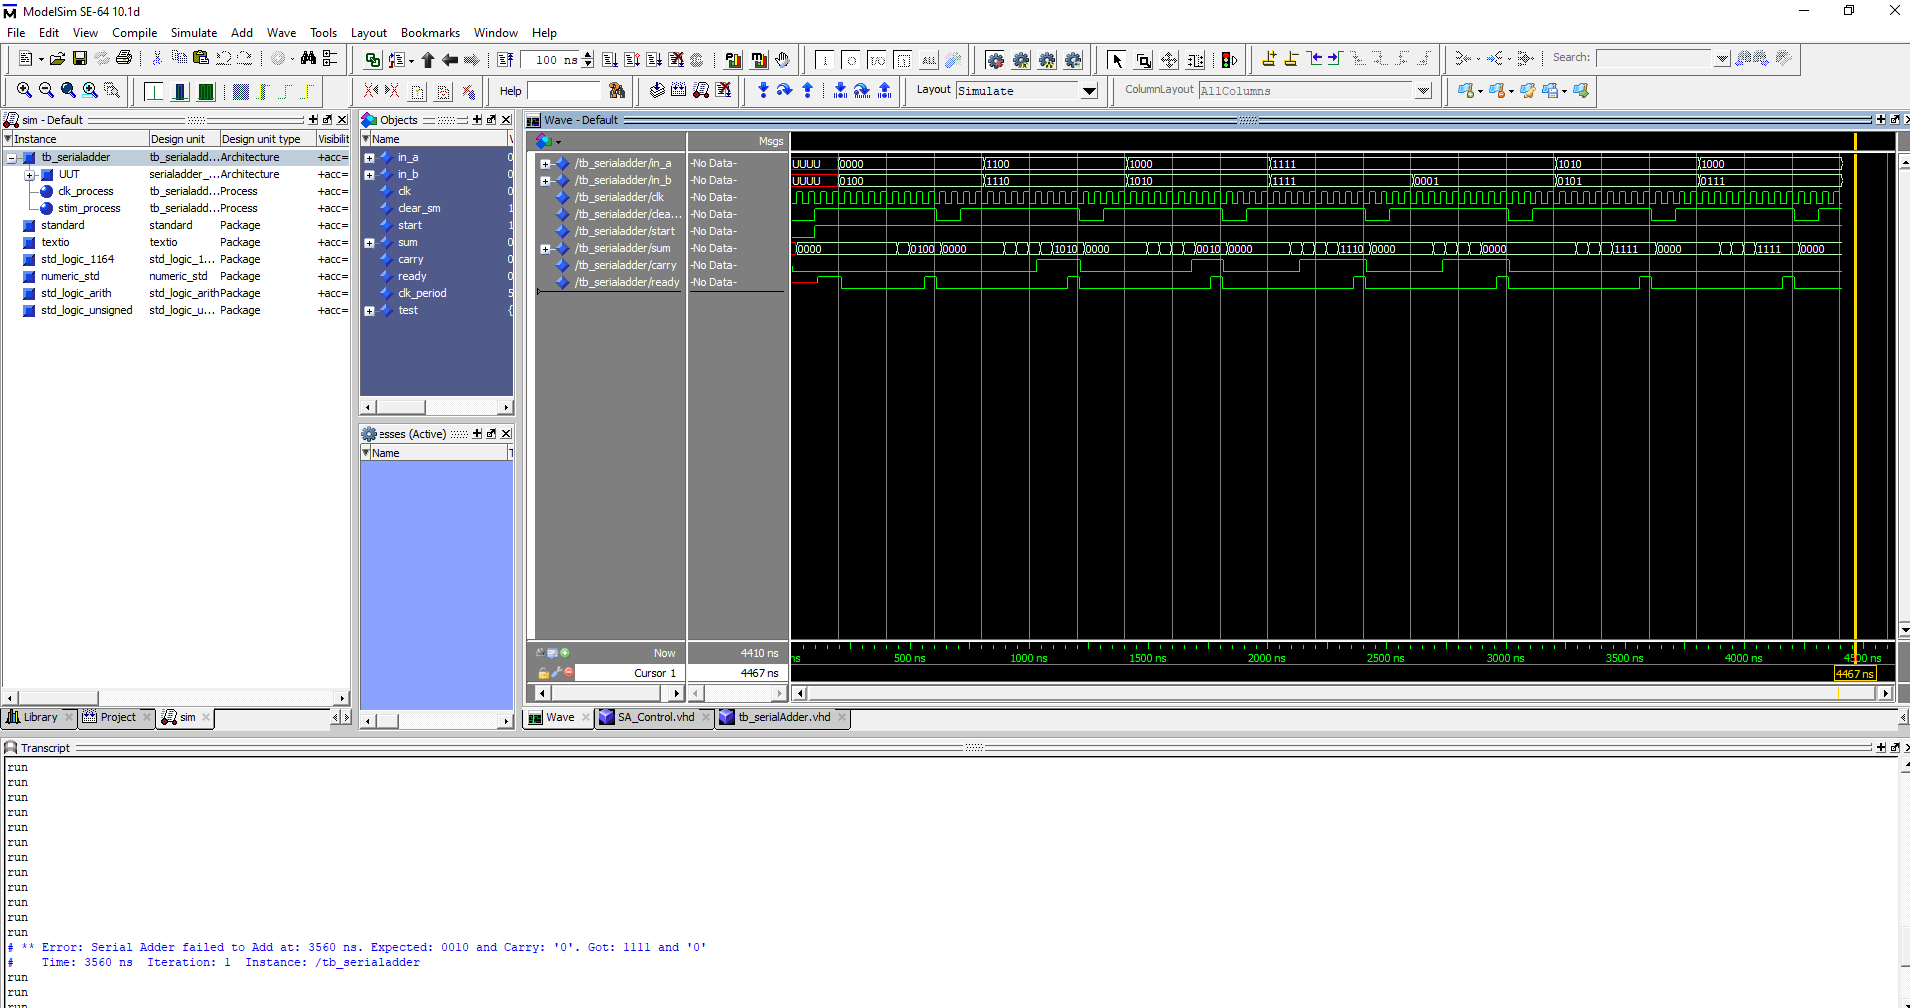 ModelSim SE-64 10.1d
File Edit View Compile Simulate Add Wave Tools Layout Bookmarks Window Help
100 ns
Search:
Help
Layout Simulate
ColumnLayout AllColumns
sim - Default
Instance Design unit Design unit type Visibilit
tb_serialadder tb_serialadd... Architecture +acc=
UUT serialadder_... Architecture +acc=
clk_process tb_serialadd... Process +acc=
stim_process tb_serialadd... Process +acc=
standard standard Package +acc=
textio textio Package +acc=
std_logic_1164 std_logic_1... Package +acc=
numeric_std numeric_std Package +acc=
std_logic_arith std_logic_arith Package +acc=
std_logic_unsigned std_logic_u... Package +acc=
Library Project sim
Objects
Name
in_a 0
in_b 0
clk 0
clear_sm 1
start 1
sum 0
carry 0
ready 0
clk_period 5
test {
esses (Active)
Name
Wave - Default
Msgs
/tb_serialadder/in_a -No Data- UUUU 0000 1100 1000 1111 1010 1000
/tb_serialadder/in_b -No Data- UUUU 0100 1110 1010 1111 0001 0101 0111
/tb_serialadder/clk -No Data-
/tb_serialadder/clea... -No Data-
/tb_serialadder/start -No Data-
/tb_serialadder/sum -No Data- 0000 0100 0000 1010 0000 0010 0000 1110 0000 0000 1111 0000 1111 0000
/tb_serialadder/carry -No Data-
/tb_serialadder/ready -No Data-
Now 4410 ns ns 500 ns 1000 ns 1500 ns 2000 ns 2500 ns 3000 ns 3500 ns 4000 ns 4500 ns
Cursor 1 4467 ns 4467 ns
Wave SA_Control.vhd tb_serialAdder.vhd
Transcript
run
run
run
run
run
run
run
run
run
run
run
run
# ** Error: Serial Adder failed to Add at: 3560 ns. Expected: 0010 and Carry: '0'. Got: 1111 and '0'
# Time: 3560 ns Iteration: 1 Instance: /tb_serialadder
run
run
run